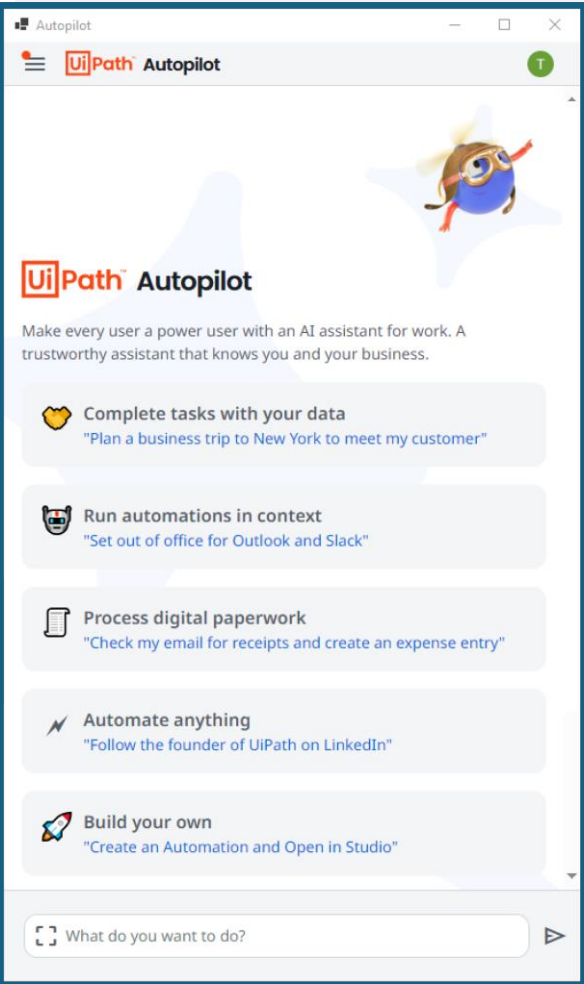 Autopilot
UiPath™ Autopilot
T
UiPath™ Autopilot
Make every user a power user with an AI assistant for work. A
trustworthy assistant that knows you and your business.
Complete tasks with your data
"Plan a business trip to New York to meet my customer"
Run automations in context
"Set out of office for Outlook and Slack"
Process digital paperwork
"Check my email for receipts and create an expense entry"
Automate anything
"Follow the founder of UiPath on LinkedIn"
Build your own
"Create an Automation and Open in Studio"
What do you want to do?